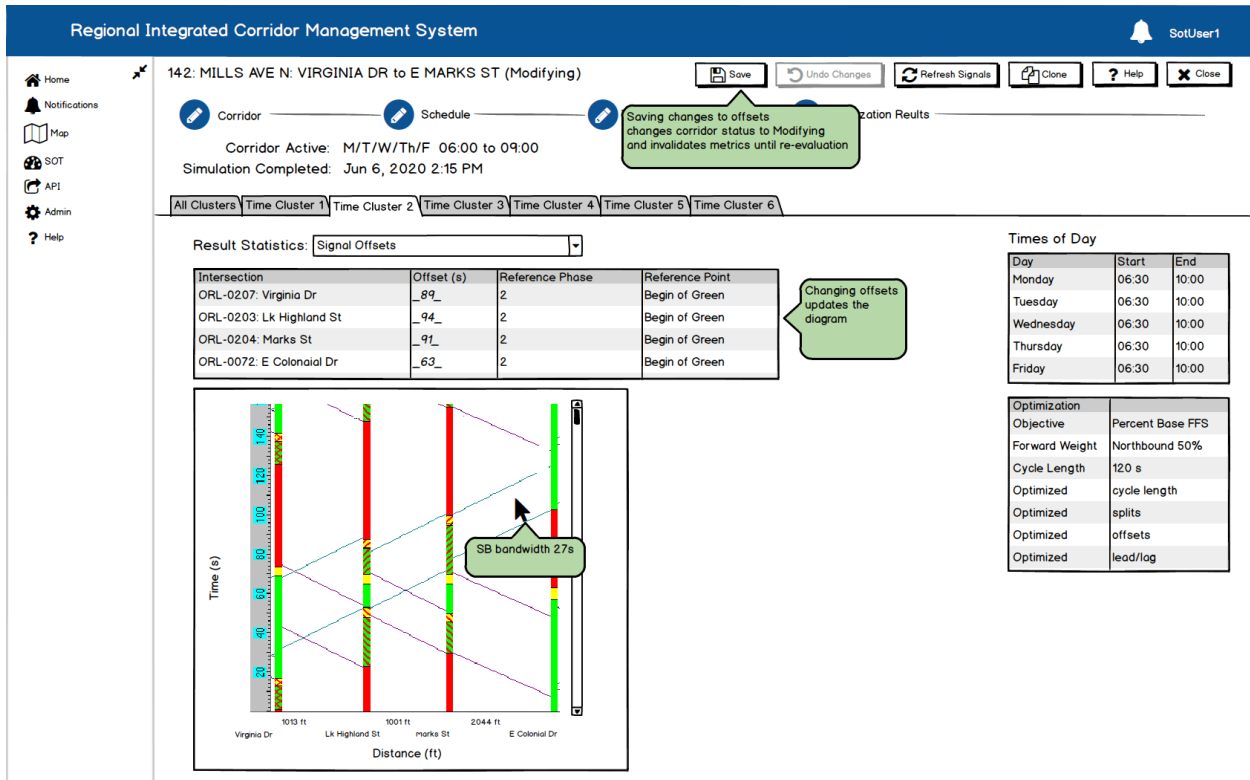 Regional Integrated Corridor Management System
SotUser1
Home
Notifications
Map
SOT
API
Admin
Help
142: MILLS AVE N: VIRGINIA DR to E MARKS ST (Modifying)
Save
Undo Changes
Refresh Signals
Clone
? Help
Close
Corridor
Schedule
zation Reults
Saving changes to offsets
changes corridor status to Modifying
and invalidates metrics until re-evaluation
Corridor Active: M/T/W/Th/F 06:00 to 09:00
Simulation Completed: Jun 6, 2020 2:15 PM
All Clusters Time Cluster 1 Time Cluster 2 Time Cluster 3 Time Cluster 4 Time Cluster 5 Time Cluster 6
Result Statistics: Signal Offsets
Intersection Offset (s) Reference Phase Reference Point
ORL-0207: Virginia Dr _89_ 2 Begin of Green
ORL-0203: Lk Highland St _94_ 2 Begin of Green
ORL-0204: Marks St _91_ 2 Begin of Green
ORL-0072: E Colonaial Dr _63_ 2 Begin of Green
Changing offsets
updates the
diagram
Times of Day
Day Start End
Monday 06:30 10:00
Tuesday 06:30 10:00
Wednesday 06:30 10:00
Thursday 06:30 10:00
Friday 06:30 10:00
Optimization
Objective Percent Base FFS
Forward Weight Northbound 50%
Cycle Length 120 s
Optimized cycle length
Optimized splits
Optimized offsets
Optimized lead/lag
Time (s)
140
120
100
80
60
40
20
SB bandwidth 27s
1013 ft 1001 ft 2044 ft
Virginia Dr Lk Highland St Marks St E Colonial Dr
Distance (ft)